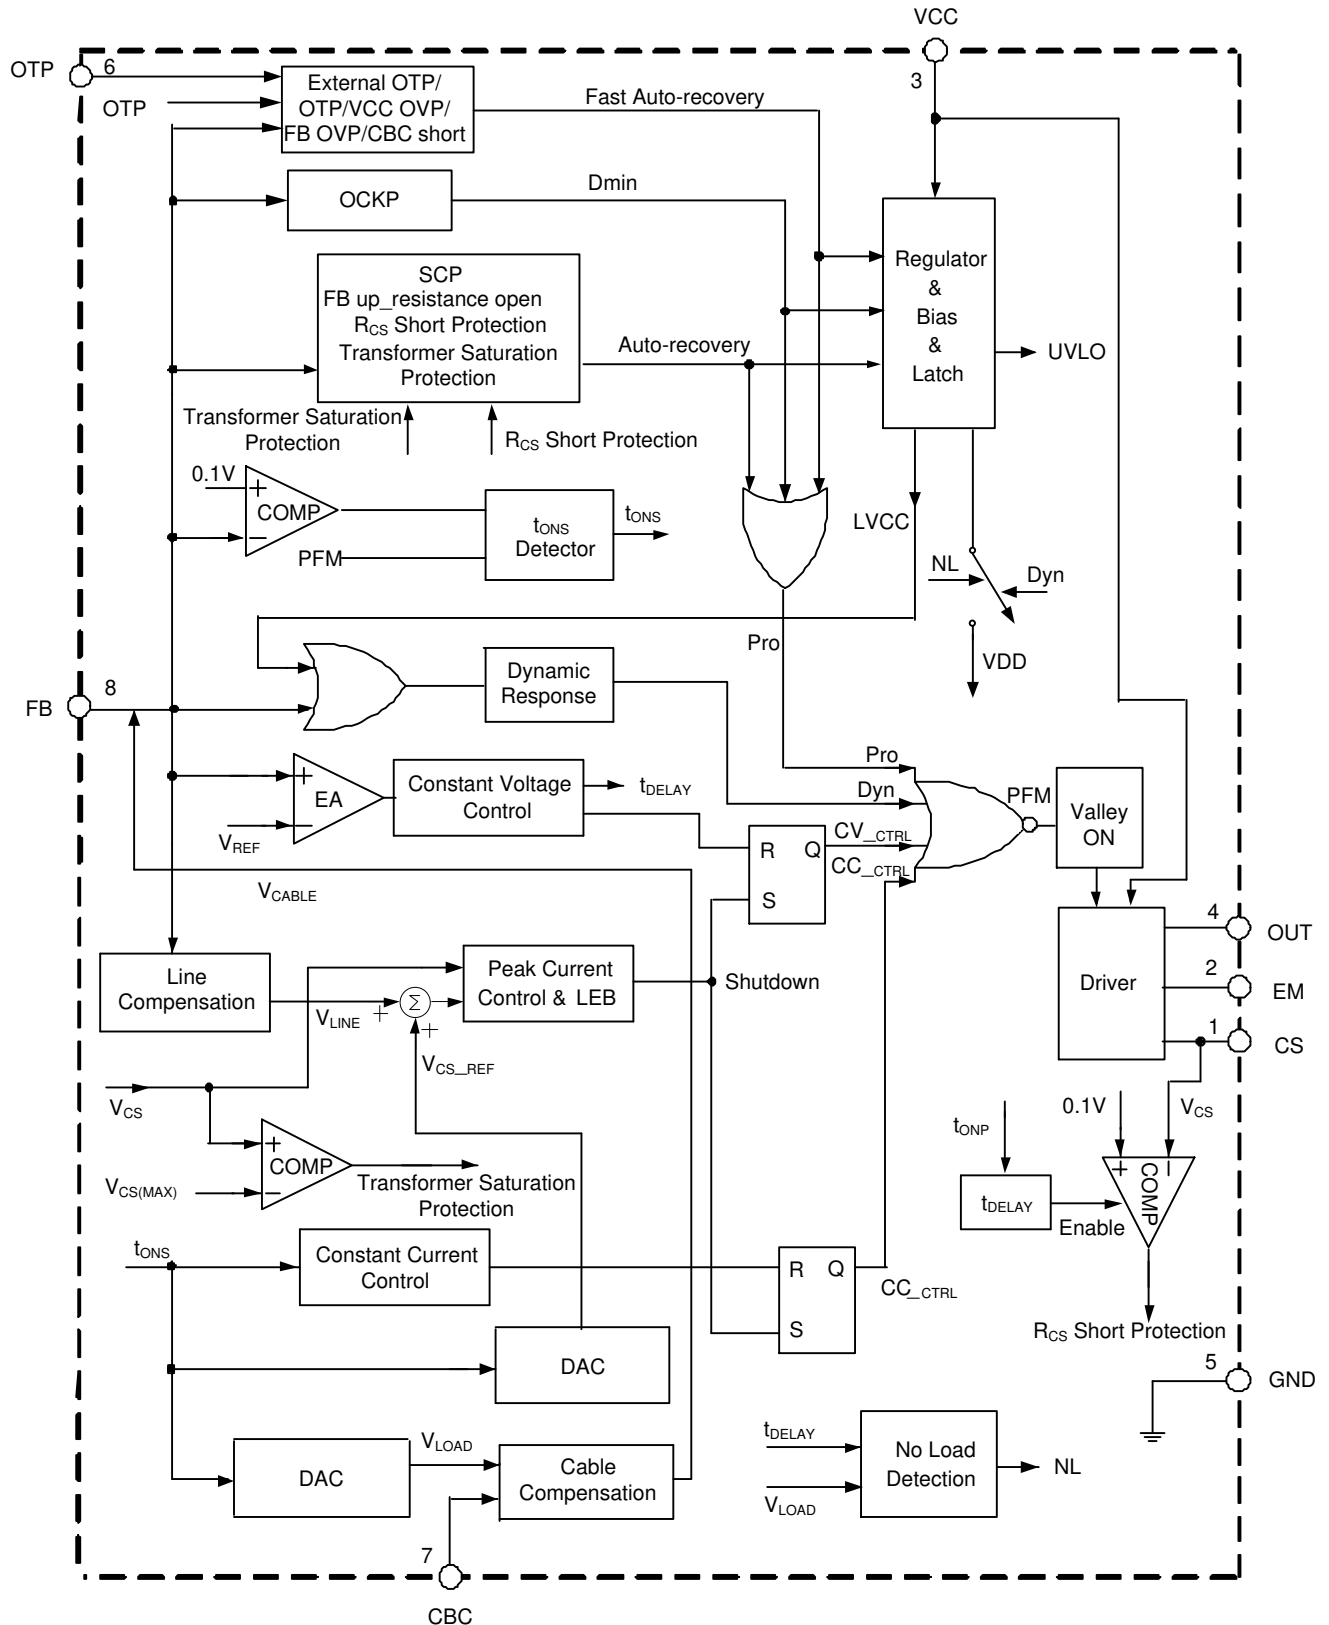 VCC
3
OTP
6
OTP
External OTP/
OTP/VCC OVP/
FB OVP/CBC short
Fast Auto-recovery
OCKP
Dmin
SCP
FB up_resistance open
RCS Short Protection
Transformer Saturation
Protection
Auto-recovery
Regulator
&
Bias
&
Latch
UVLO
Transformer Saturation
Protection
RCS Short Protection
0.1V
+
COMP
−
PFM
tONS
Detector
tONS
LVCC
NL
Dyn
VDD
Pro
FB
8
Dynamic
Response
+
EA
−
VREF
Constant Voltage
Control
tDELAY
Pro
Dyn
CV_CTRL
CC_CTRL
R
Q
S
PFM
Valley
ON
VCABLE
Line
Compensation
VLINE
+
Σ
+
VCS_REF
Peak Current
Control & LEB
Shutdown
Driver
4
OUT
2
EM
1
CS
VCS
+
COMP
−
VCS(MAX)
Transformer Saturation
Protection
tONP
tDELAY
Enable
0.1V
VCS
+
−
COMP
RCS Short Protection
tONS
Constant Current
Control
R
Q
S
CC_CTRL
DAC
5
GND
DAC
VLOAD
Cable
Compensation
tDELAY
VLOAD
No Load
Detection
NL
7
CBC